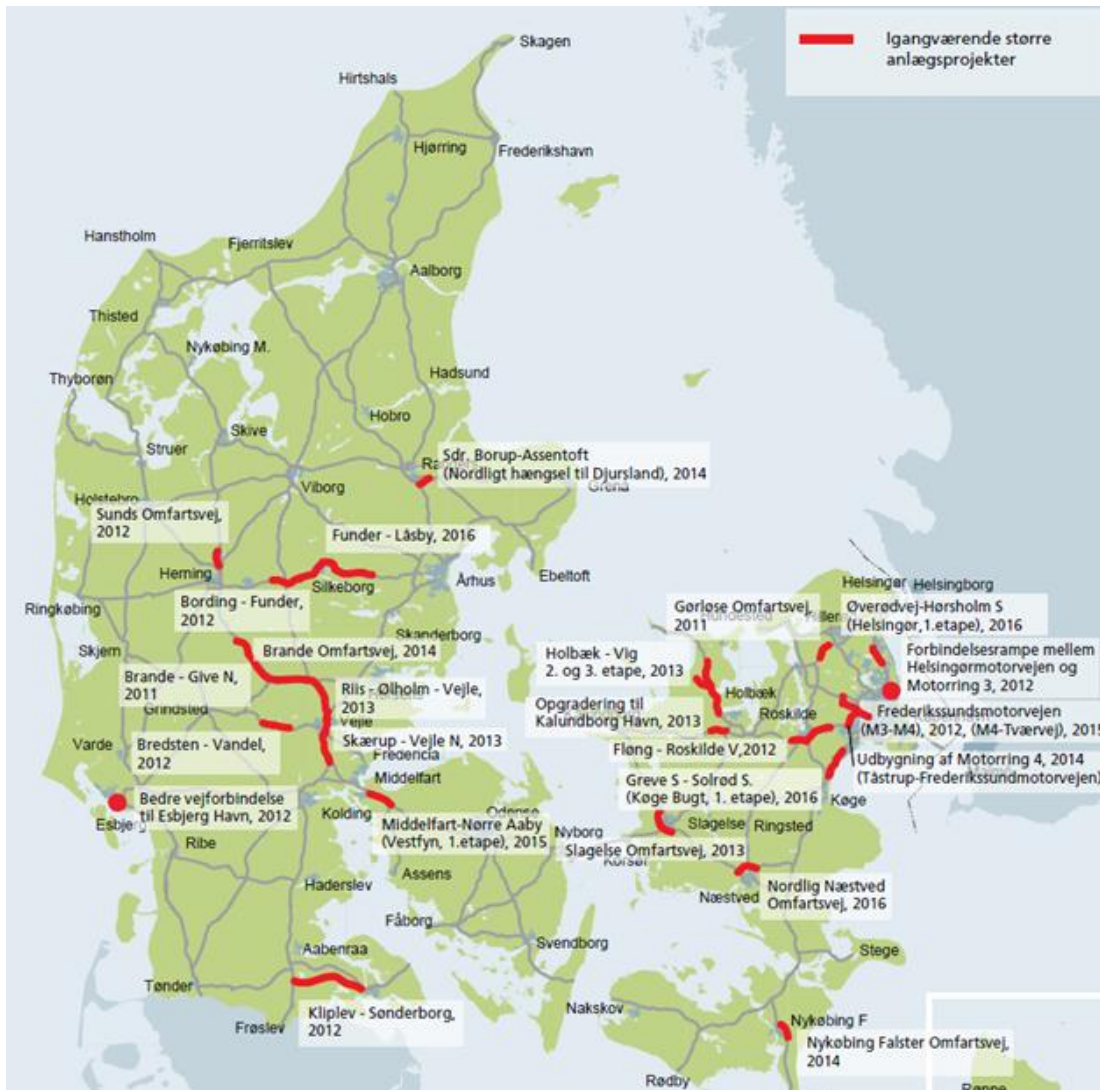 Igangværende større
anlægsprojekter
Skagen
Hirtshals
Hjørring
Frederikshavn
Hanstholm
Fjerritslev
Aalborg
Thisted
Nykøbing M.
Thyborøn
Hadsund
Hobro
Skive
Struer
Sdr. Borup-Assentoft
(Nordligt hængsel til Djursland), 2014
Viborg
Grenå
Holstebro
Sunds Omfartsvej,
2012
Funder - Låsby, 2016
Herning
Silkeborg
Århus
Ebeltoft
Ringkøbing
Bording - Funder,
2012
Skanderborg
Skjern
Brande Omfartsvej, 2014
Brande - Give N,
2011
Riis - Ølholm - Vejle,
2013
Grindsted
Vejle
Skærup - Vejle N, 2013
Varde
Bredsten - Vandel,
2012
Fredericia
Middelfart
Bedre vejforbindelse
til Esbjerg Havn, 2012
Esbjerg
Kolding
Odense
Middelfart-Nørre Aaby
(Vestfyn, 1.etape), 2015
Nyborg
Ribe
Assens
Haderslev
Fåborg
Svendborg
Aabenraa
Tønder
Kliplev - Sønderborg,
2012
Frøslev
Helsingør
Helsingborg
Gørløse Omfartsvej,
2011
Hundested
Øverødvej-Hørsholm S
(Helsingør,1.etape), 2016
Holbæk - Vig
2. og 3. etape, 2013
Forbindelsesrampe mellem
Helsingørmotorvejen og
Motorring 3, 2012
Holbæk
Opgradering til
Kalundborg Havn, 2013
Roskilde
Frederikssundsmotorvejen
(M3-M4), 2012, (M4-Tværvej), 2015
Fløng - Roskilde V,2012
Udbygning af Motorring 4, 2014
(Tåstrup-Frederikssundmotorvejen)
Greve S - Solrød S.
(Køge Bugt, 1. etape), 2016
Køge
Slagelse
Ringsted
Slagelse Omfartsvej, 2013
Korsør
Næstved
Nordlig Næstved
Omfartsvej, 2016
Stege
Nakskov
Nykøbing F
Nykøbing Falster Omfartsvej,
2014
Rødby
Rønne